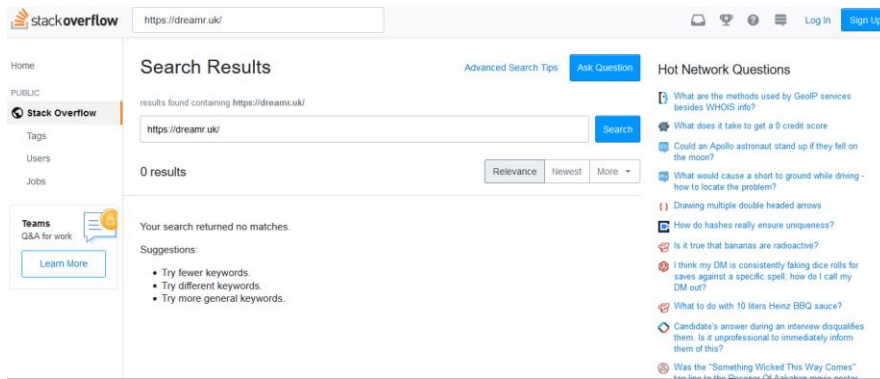 stackoverflow
https://dreamr.uk/
Log In
Sign Up
Home
PUBLIC
Stack Overflow
Tags
Users
Jobs
Teams
Q&A for work
Learn More
Search Results
Advanced Search Tips
Ask Question
results found containing https://dreamr.uk/
https://dreamr.uk/
Search
0 results
Relevance
Newest
More
Your search returned no matches.
Suggestions:
• Try fewer keywords.
• Try different keywords.
• Try more general keywords.
Hot Network Questions
What are the methods used by GeoIP services
besides WHOIS info?
What does it take to get a 0 credit score
Could an Apollo astronaut stand up if they fell on
the moon?
What would cause a short to ground while driving -
how to locate the problem?
Drawing multiple double headed arrows
How do hashes really ensure uniqueness?
Is it true that bananas are radioactive?
I think my DM is consistently faking dice rolls for
saves against a specific spell; how do I call my
DM out?
What to do with 10 liters Heinz BBQ sauce?
Candidate's answer during an interview disqualifies
them. Is it unprofessional to immediately inform
them of this?
Was the "Something Wicked This Way Comes"
tag line to the Prisoner Of Azkaban movie poster